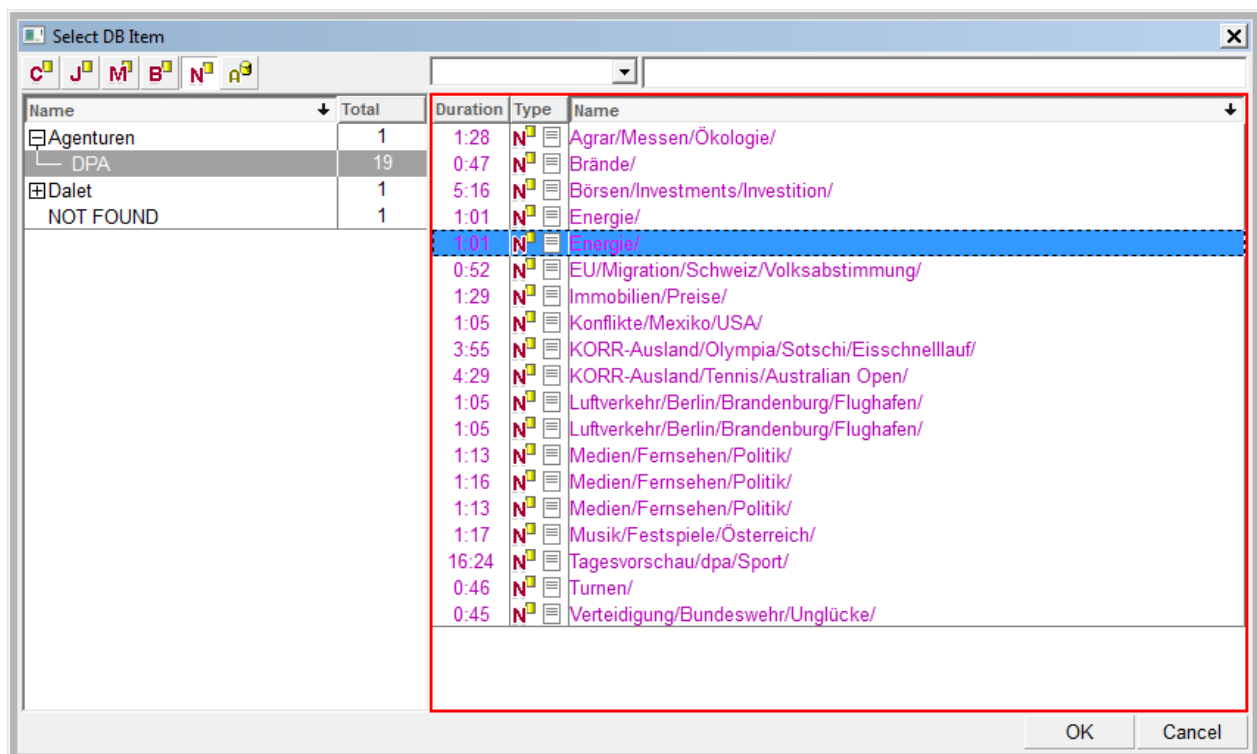 Select DB Item
C J M B N A
Name Total Duration Type Name
Agenturen 1
DPA 19
Dalet 1
NOT FOUND 1
1:28 N Agrar/Messen/Ökologie/
0:47 N Brände/
5:16 N Börsen/Investments/Investition/
1:01 N Energie/
1:01 N Energie/
0:52 N EU/Migration/Schweiz/Volksabstimmung/
1:29 N Immobilien/Preise/
1:05 N Konflikte/Mexiko/USA/
3:55 N KORR-Ausland/Olympia/Sotschi/Eisschnelllauf/
4:29 N KORR-Ausland/Tennis/Australian Open/
1:05 N Luftverkehr/Berlin/Brandenburg/Flughafen/
1:05 N Luftverkehr/Berlin/Brandenburg/Flughafen/
1:13 N Medien/Fernsehen/Politik/
1:16 N Medien/Fernsehen/Politik/
1:13 N Medien/Fernsehen/Politik/
1:17 N Musik/Festspiele/Österreich/
16:24 N Tagesvorschau/dpa/Sport/
0:46 N Turnen/
0:45 N Verteidigung/Bundeswehr/Unglücke/
OK Cancel